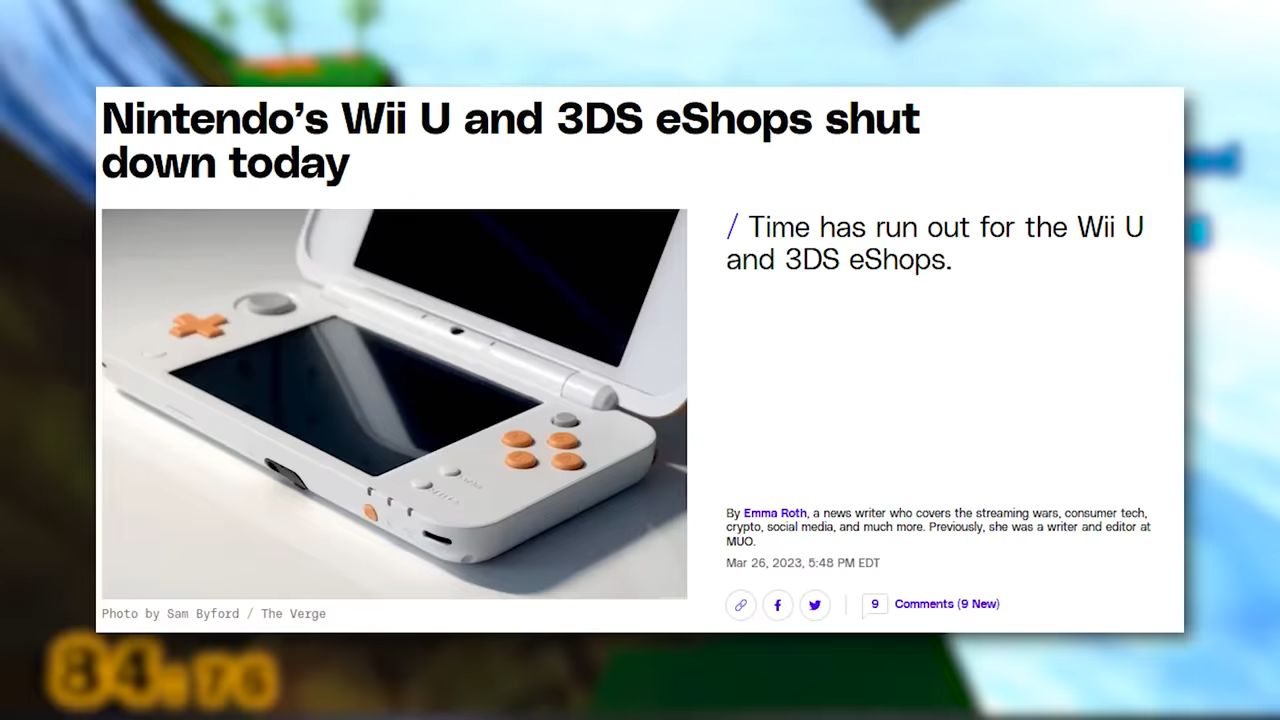 Nintendo’s Wii U and 3DS eShops shut
down today
/ Time has run out for the Wii U
and 3DS eShops.
By Emma Roth, a news writer who covers the streaming wars, consumer tech,
crypto, social media, and much more. Previously, she was a writer and editor at
MUO.
Mar 26, 2023, 5:48 PM EDT
9 Comments (9 New)
Photo by Sam Byford / The Verge
84.76